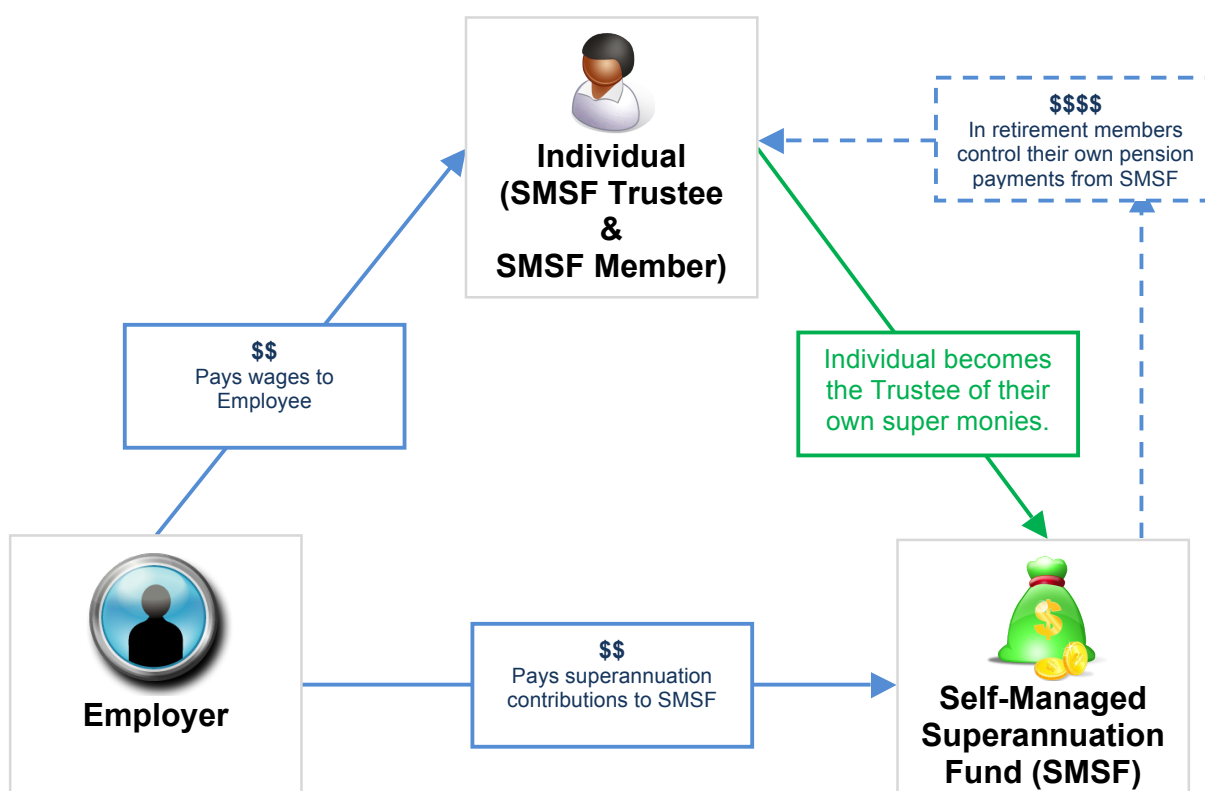 Individual
(SMSF Trustee
&
SMSF Member)
$$$$
In retirement members
control their own pension
payments from SMSF
$$
Pays wages to
Employee
Individual becomes
the Trustee of their
own super monies.
Employer
$$
Pays superannuation
contributions to SMSF
$
Self-Managed
Superannuation
Fund (SMSF)